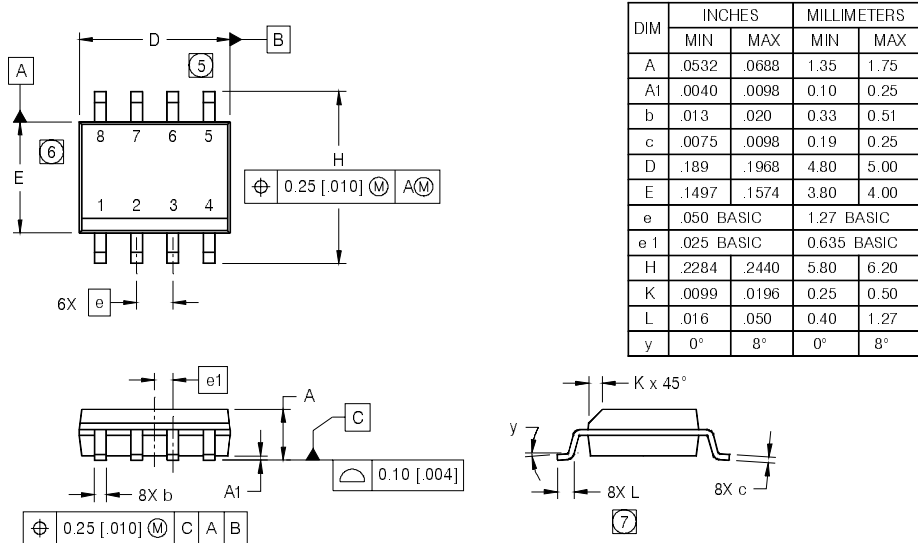 D
B
5
A
8 7 6 5
6
E
H
0.25 [.010] Ⓜ A Ⓜ
1 2 3 4
6X e
DIM INCHES MILLIMETERS
MIN MAX MIN MAX
A .0532 .0688 1.35 1.75
A1 .0040 .0098 0.10 0.25
b .013 .020 0.33 0.51
c .0075 .0098 0.19 0.25
D .189 .1968 4.80 5.00
E .1497 .1574 3.80 4.00
e .050 BASIC 1.27 BASIC
e 1 .025 BASIC 0.635 BASIC
H .2284 .2440 5.80 6.20
K .0099 .0196 0.25 0.50
L .016 .050 0.40 1.27
y 0° 8° 0° 8°
e1
A
C
0.10 [.004]
8X b
A1
0.25 [.010] Ⓜ C A B
K x 45°
y
8X L
8X c
7